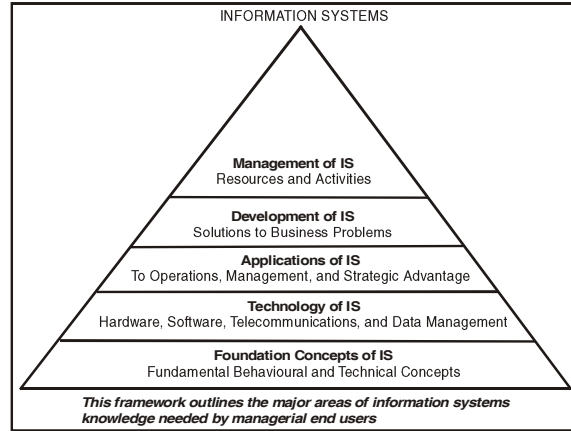 INFORMATION SYSTEMS
Management of IS
Resources and Activities
Development of IS
Solutions to Business Problems
Applications of IS
To Operations, Management, and Strategic Advantage
Technology of IS
Hardware, Software, Telecommunications, and Data Management
Foundation Concepts of IS
Fundamental Behavioural and Technical Concepts
This framework outlines the major areas of information systems
knowledge needed by managerial end users